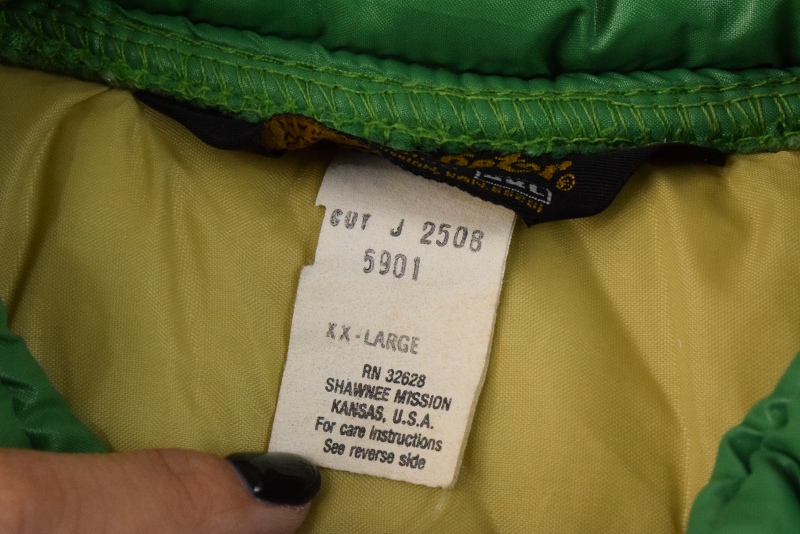 CUT J 2508
5901
XX-LARGE
RN 32628
SHAWNEE MISSION
KANSAS, U.S.A.
For care instructions
See reverse side